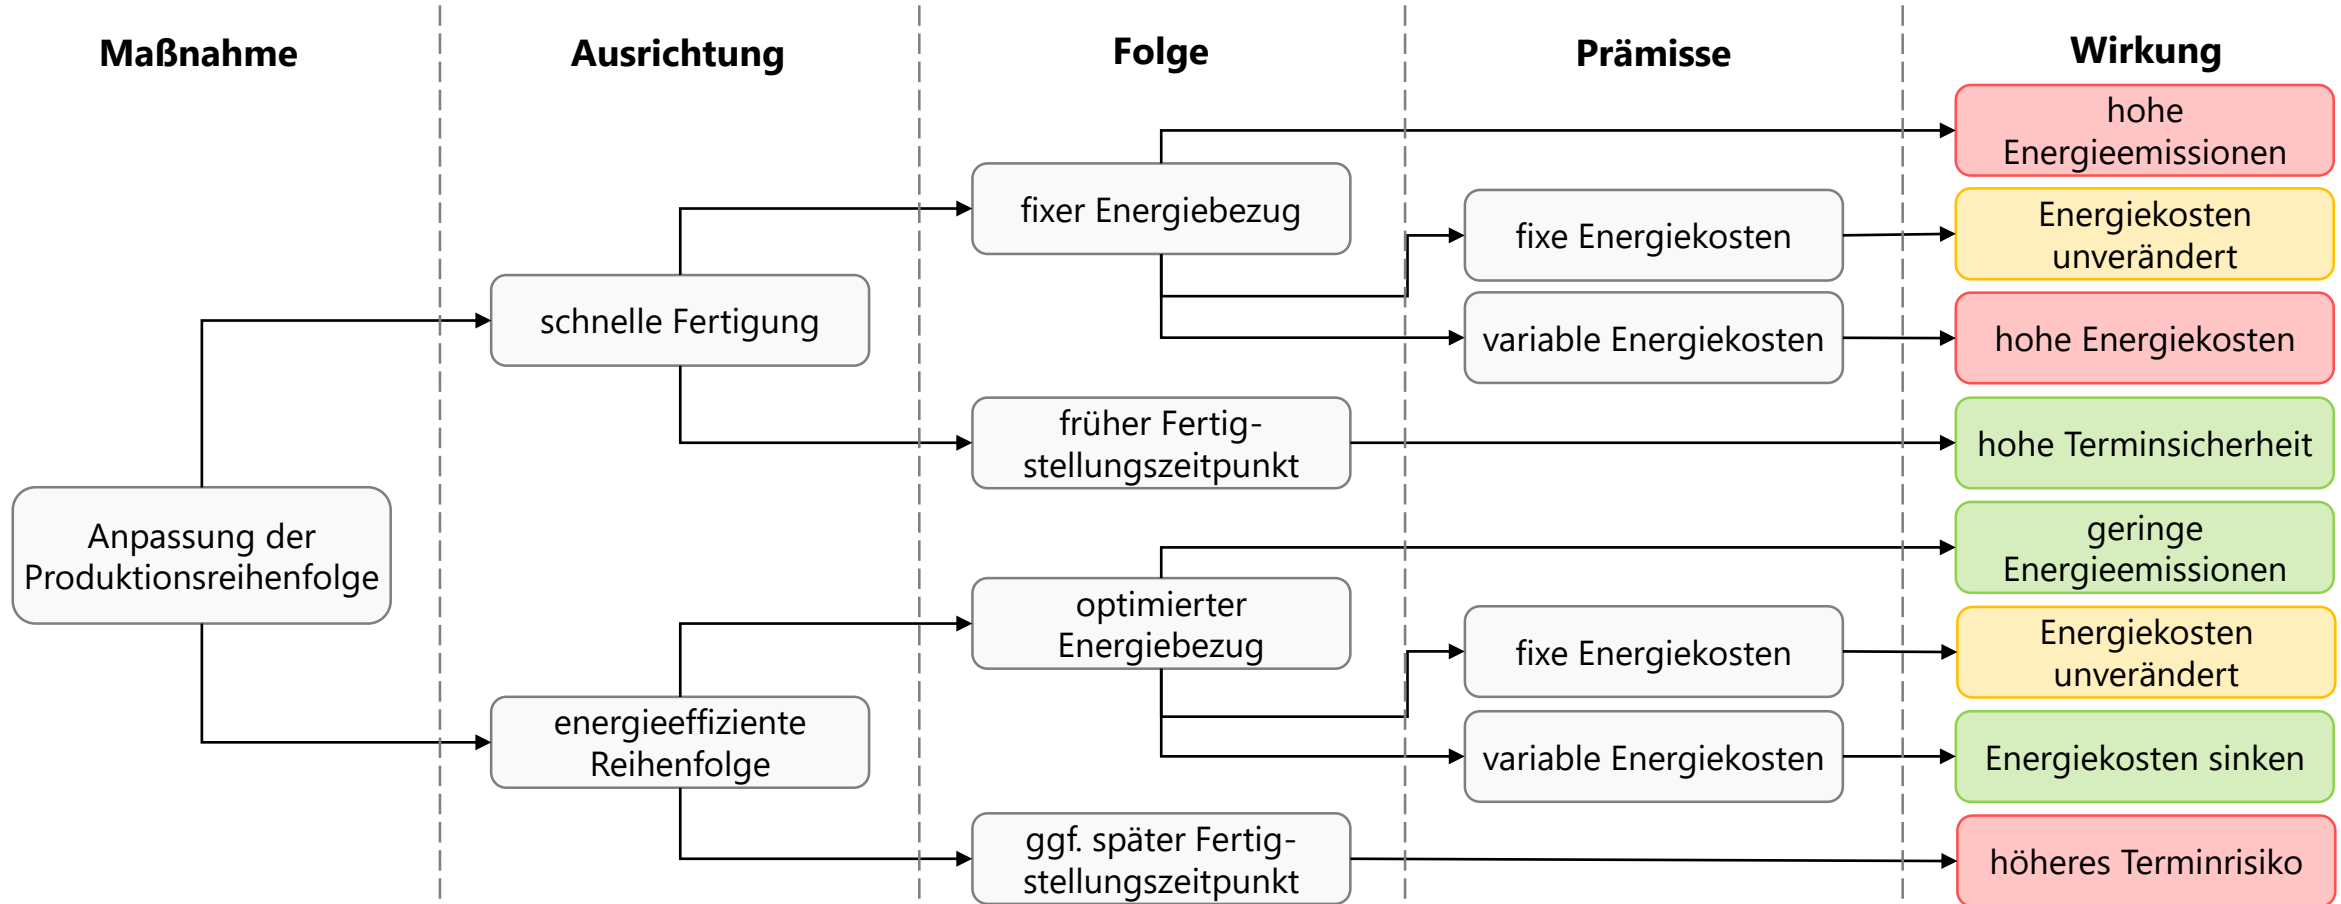 Maßnahme
Ausrichtung
Folge
Prämisse
Wirkung
Anpassung der
Produktionsreihenfolge
schnelle Fertigung
energieeffiziente
Reihenfolge
fixer Energiebezug
früher Fertig-
stellungszeitpunkt
optimierter
Energiebezug
ggf. später Fertig-
stellungszeitpunkt
fixe Energiekosten
variable Energiekosten
fixe Energiekosten
variable Energiekosten
hohe
Energieemissionen
Energiekosten
unverändert
hohe Energiekosten
hohe Terminsicherheit
geringe
Energieemissionen
Energiekosten
unverändert
Energiekosten sinken
höheres Terminrisiko